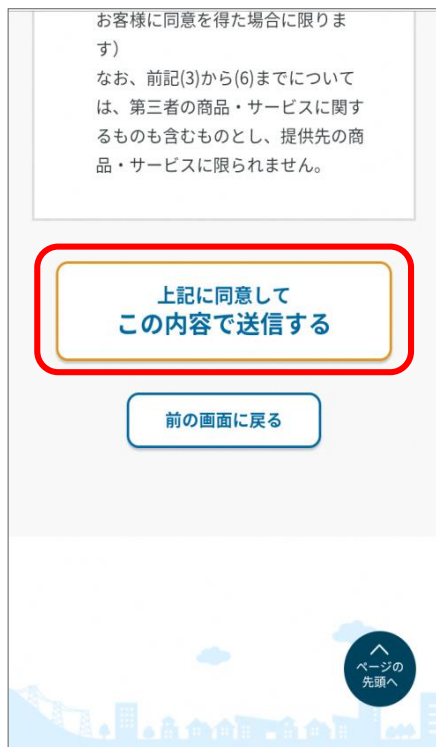 お客様に同意を得た場合に限りま
す）
なお、前記(3)から(6)までについて
は、第三者の商品・サービスに関す
るものも含むものとし、提供先の商
品・サービスに限られません。
上記に同意して
この内容で送信する
前の画面に戻る
ページの
先頭へ